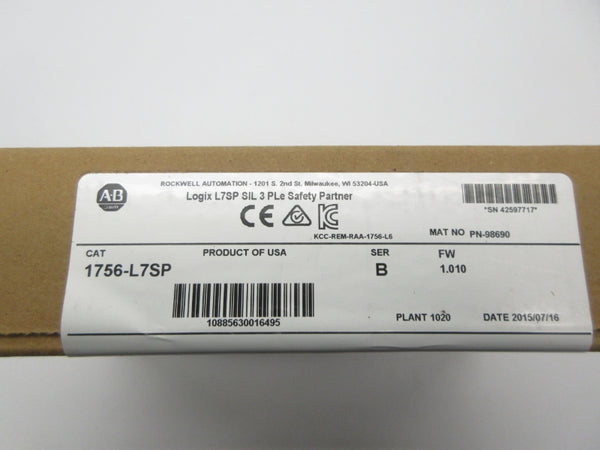 ROCKWELL AUTOMATION - 1201 S. 2nd St. Milwaukee, WI 53204-USA
Logix L7SP SIL 3 PLe Safety Partner
A-B
CE
KCC-REM-RAA-1756-L6
*SN 42597717*
MAT NO PN-98690
CAT PRODUCT OF USA SER FW
1756-L7SP B 1.010
10885630016495
PLANT 1020 DATE 2015/07/16